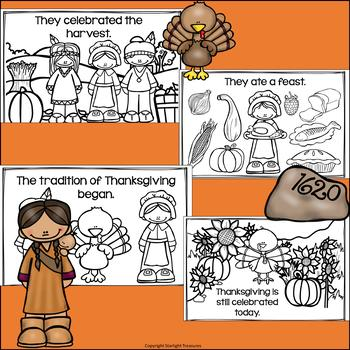 They celebrated the
harvest.
They ate a feast.
The tradition of Thanksgiving
began.
1620
Thanksgiving is
still celebrated
today.
Copyright Starlight Treasures